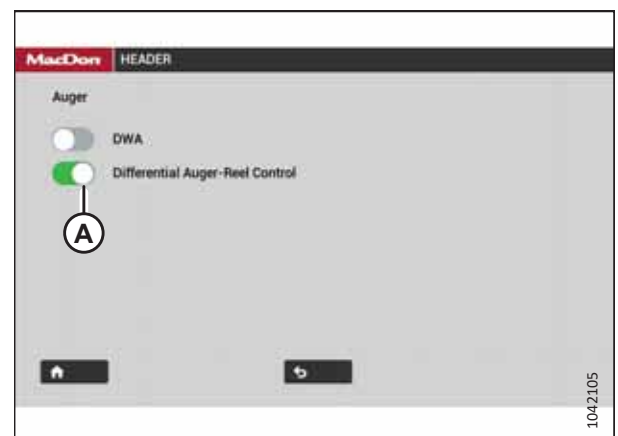 MacDon HEADER
Auger
DWA
Differential Auger-Reel Control
A
1042105